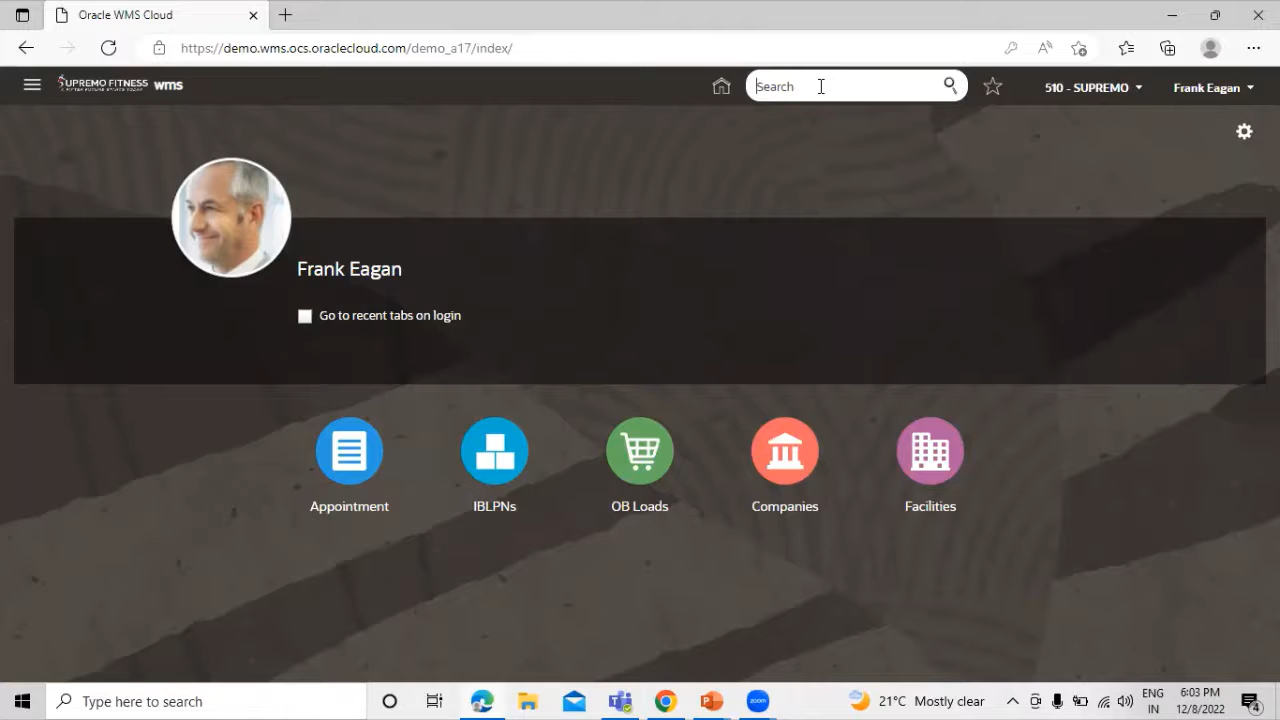 Oracle WMS Cloud
https://demo.wms.ocs.oraclecloud.com/demo_a17/index/
SUPREMO FITNESS wms
Search
510 - SUPREMO
Frank Eagan
Frank Eagan
Go to recent tabs on login
Appointment
IBLPNs
OB Loads
Companies
Facilities
Type here to search
zoom
21°C Mostly clear
ENG
IN
6:03 PM
12/8/2022
4